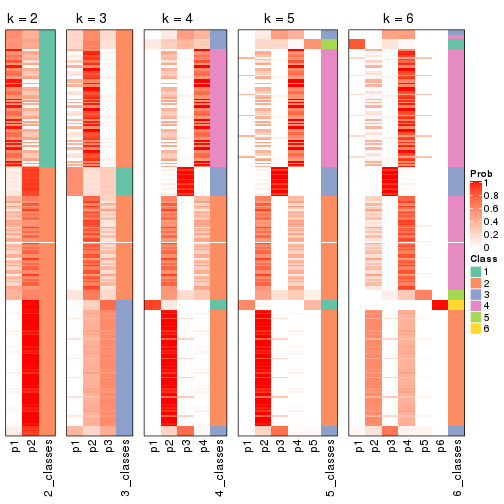 k = 2
k = 3
k = 4
k = 5
k = 6
Prob
1
0.8
0.6
0.4
0.2
0
Class
1
2
3
4
5
6
p1
p2
2_classes
p1
p2
p3
3_classes
p1
p2
p3
p4
4_classes
p1
p2
p3
p4
p5
5_classes
p1
p2
p3
p4
p5
p6
6_classes